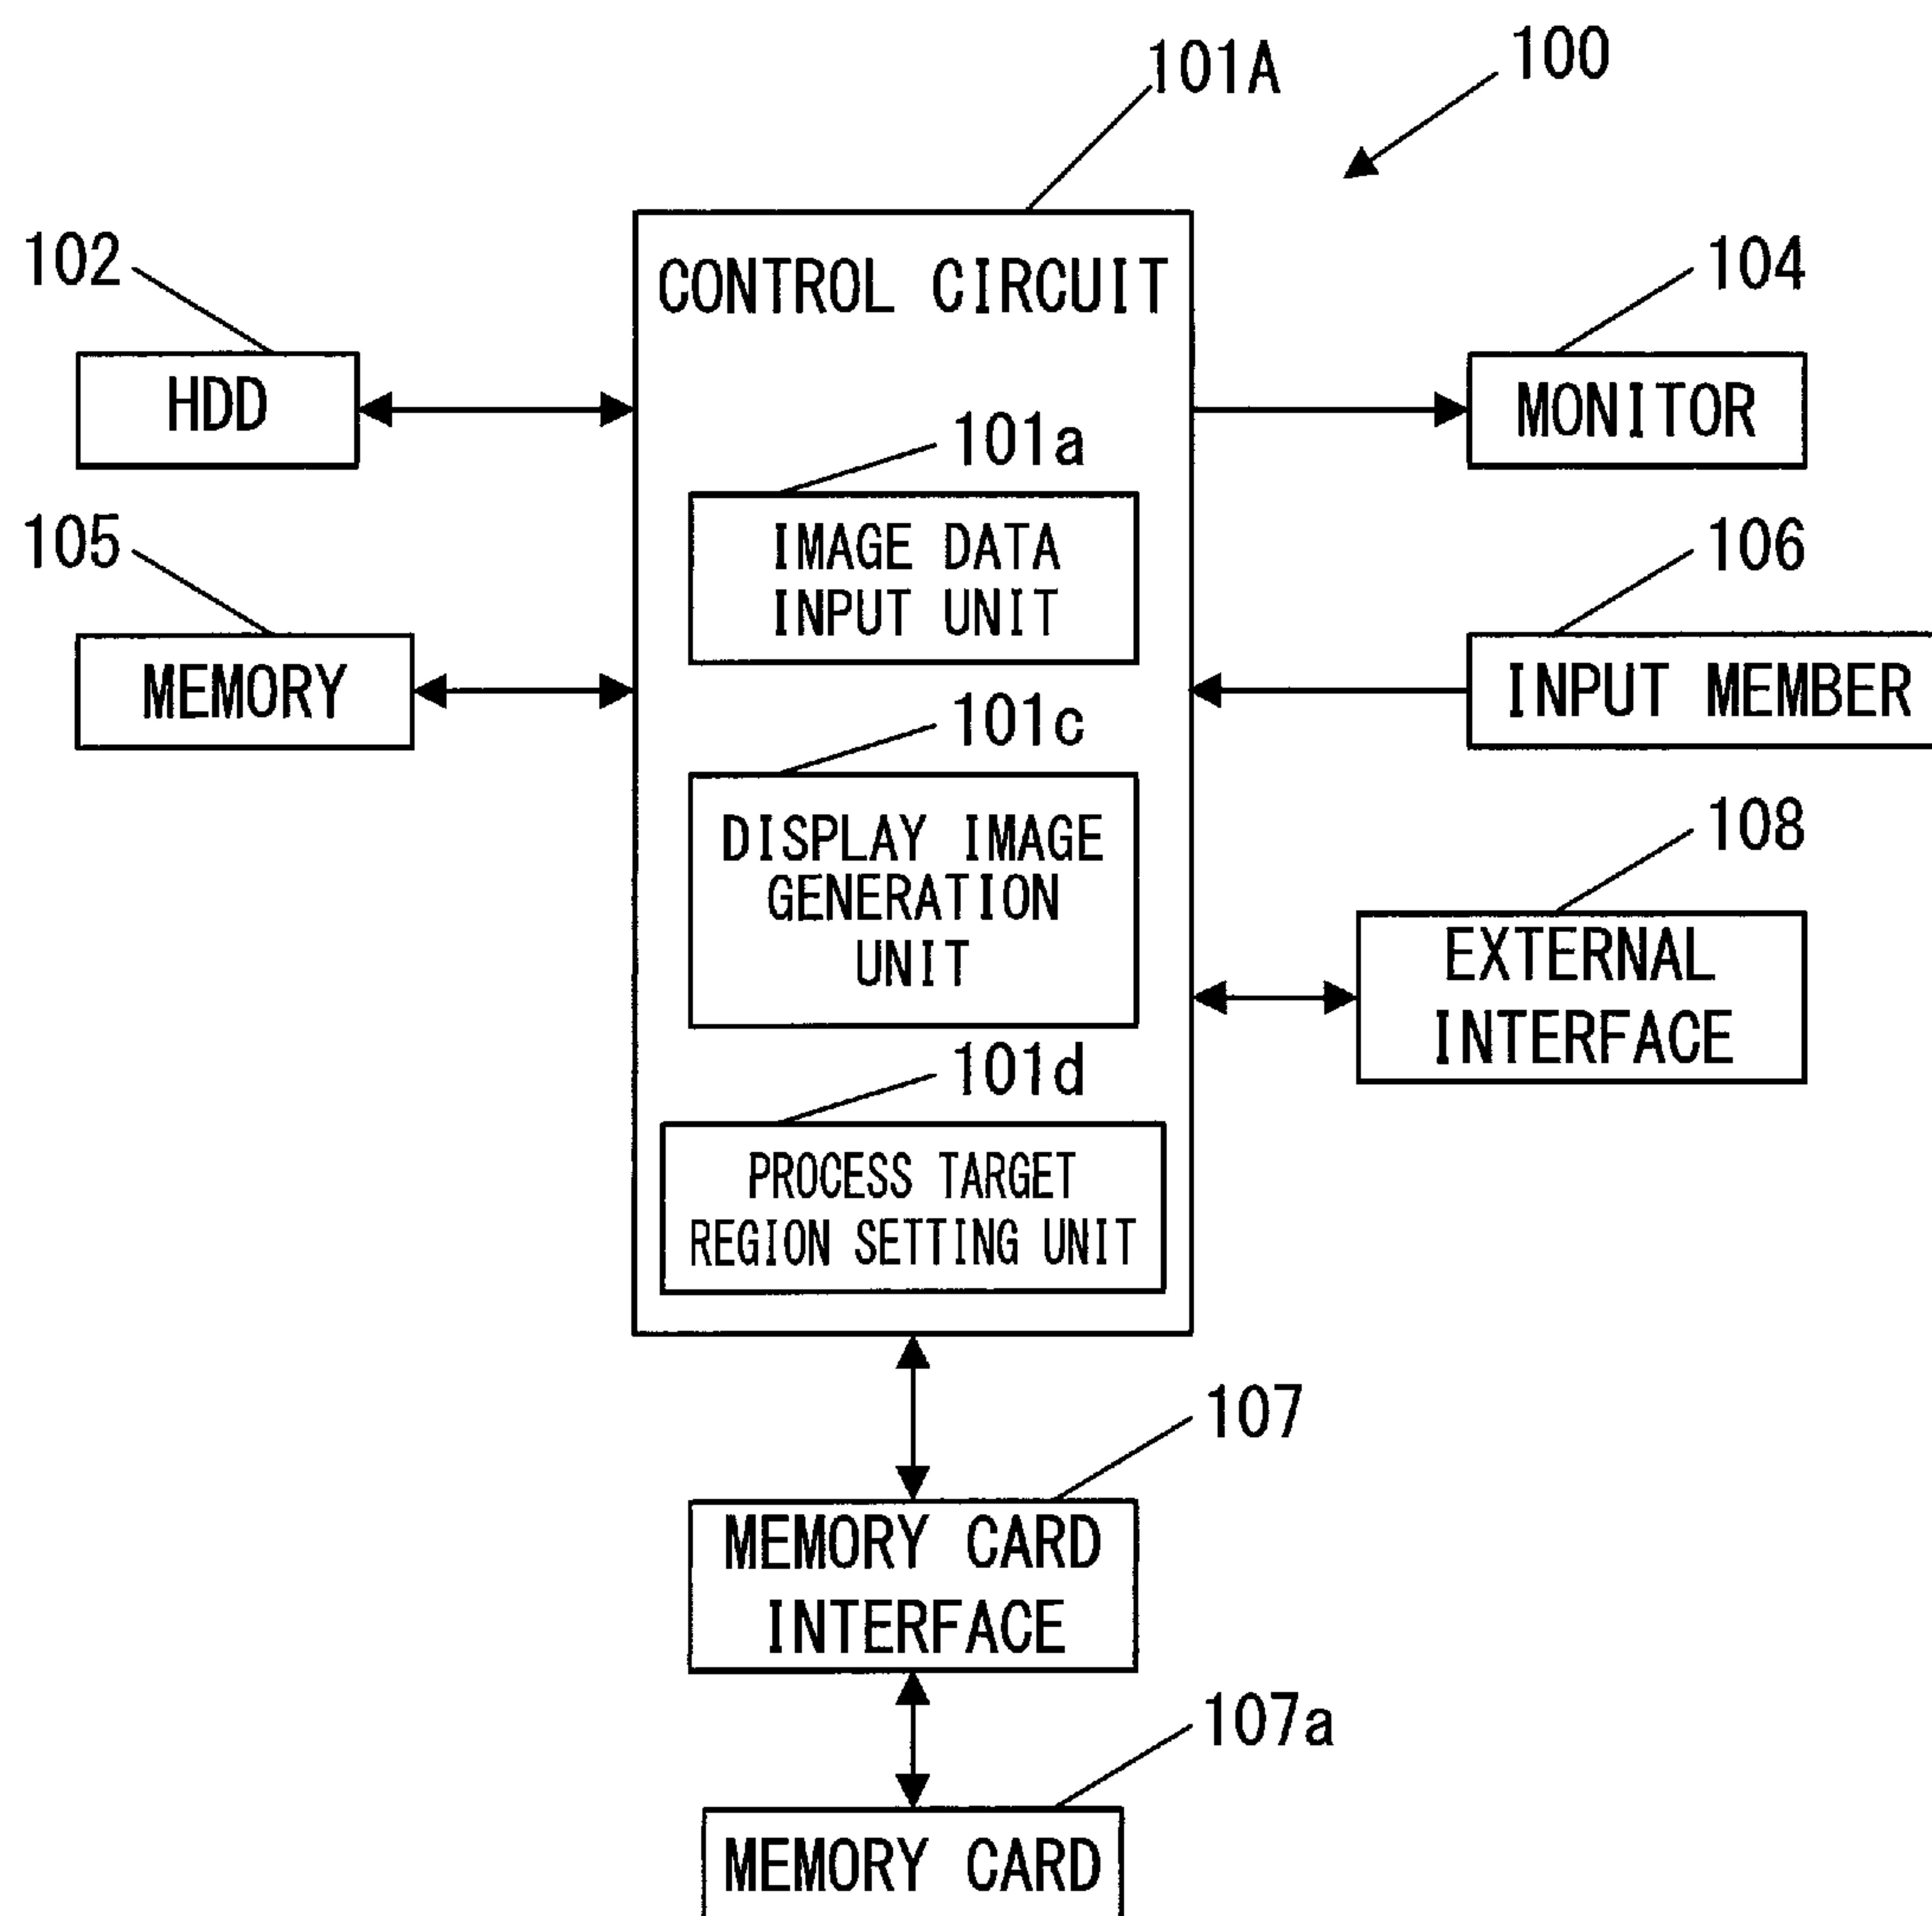 101A
100
102
CONTROL CIRCUIT
104
HDD
MONITOR
101a
105
IMAGE DATA
INPUT UNIT
106
MEMORY
INPUT MEMBER
101c
DISPLAY IMAGE
GENERATION
UNIT
108
EXTERNAL
INTERFACE
101d
PROCESS TARGET
REGION SETTING UNIT
107
MEMORY CARD
INTERFACE
107a
MEMORY CARD